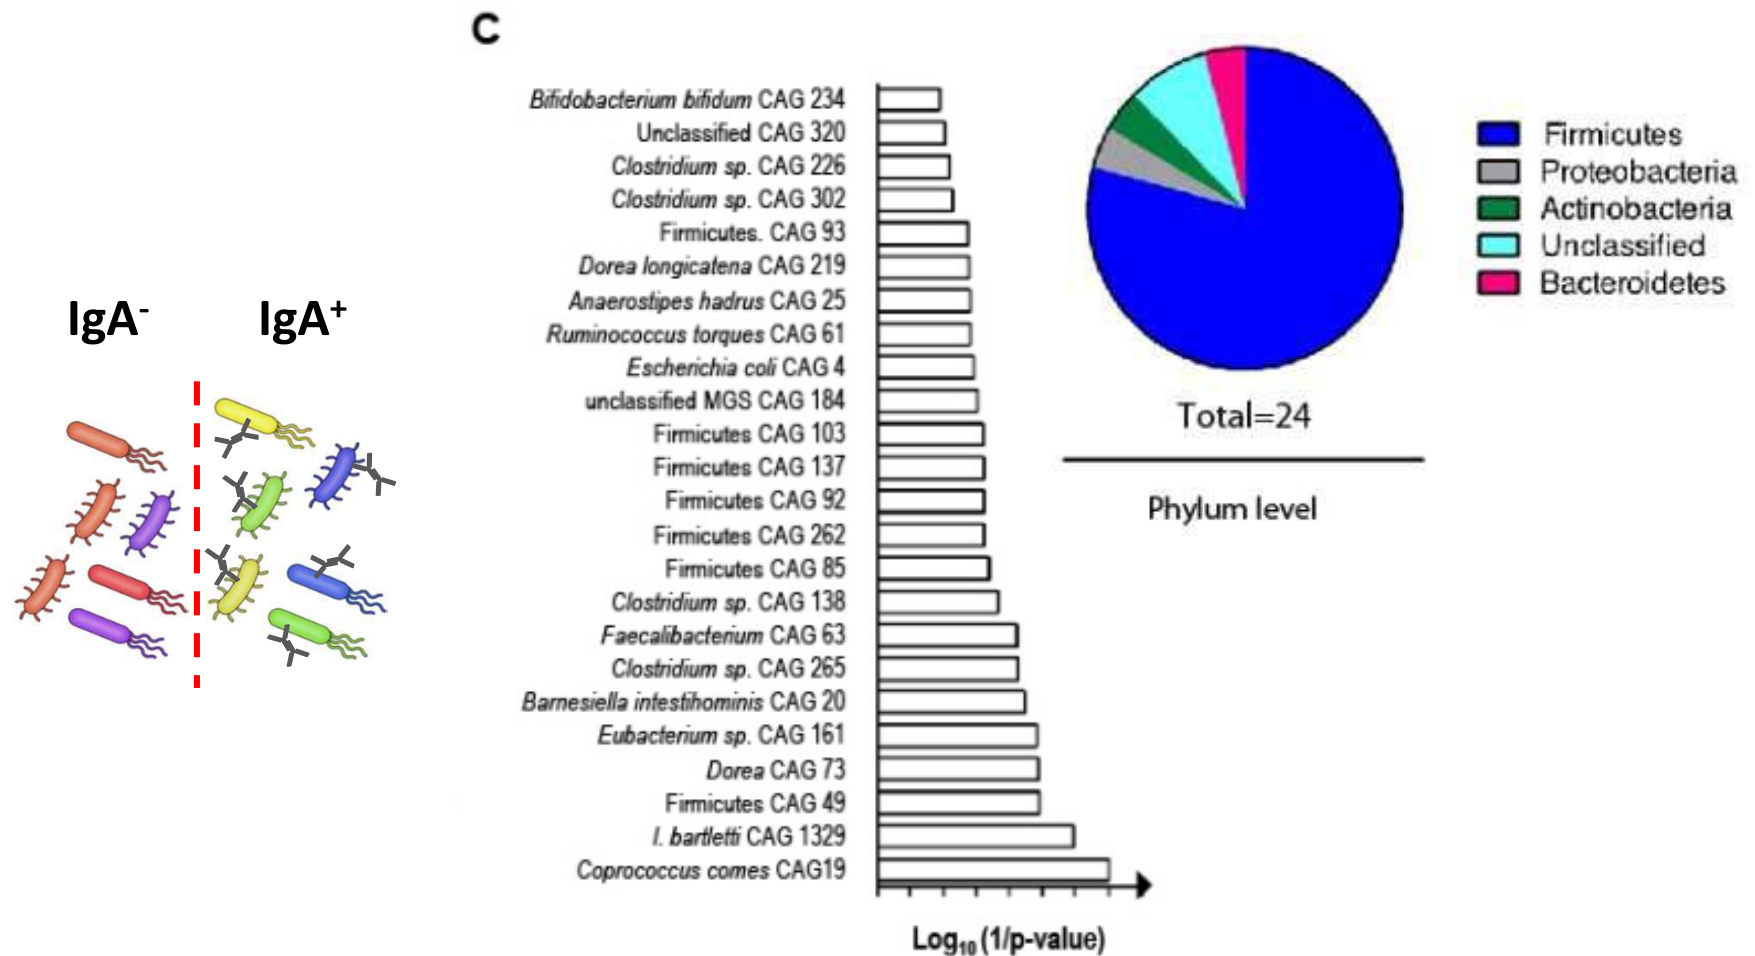 C
IgA-
IgA+
Bifidobacterium bifidum CAG 234
Unclassified CAG 320
Clostridium sp. CAG 226
Clostridium sp. CAG 302
Firmicutes. CAG 93
Dorea longicatena CAG 219
Anaerostipes hadrus CAG 25
Ruminococcus torques CAG 61
Escherichia coli CAG 4
unclassified MGS CAG 184
Firmicutes CAG 103
Firmicutes CAG 137
Firmicutes CAG 92
Firmicutes CAG 262
Firmicutes CAG 85
Clostridium sp. CAG 138
Faecalibacterium CAG 63
Clostridium sp. CAG 265
Barnesiella intestihominis CAG 20
Eubacterium sp. CAG 161
Dorea CAG 73
Firmicutes CAG 49
I. bartletti CAG 1329
Coprococcus comes CAG19
Log10 (1/p-value)
Firmicutes
Proteobacteria
Actinobacteria
Unclassified
Bacteroidetes
Total=24
Phylum level